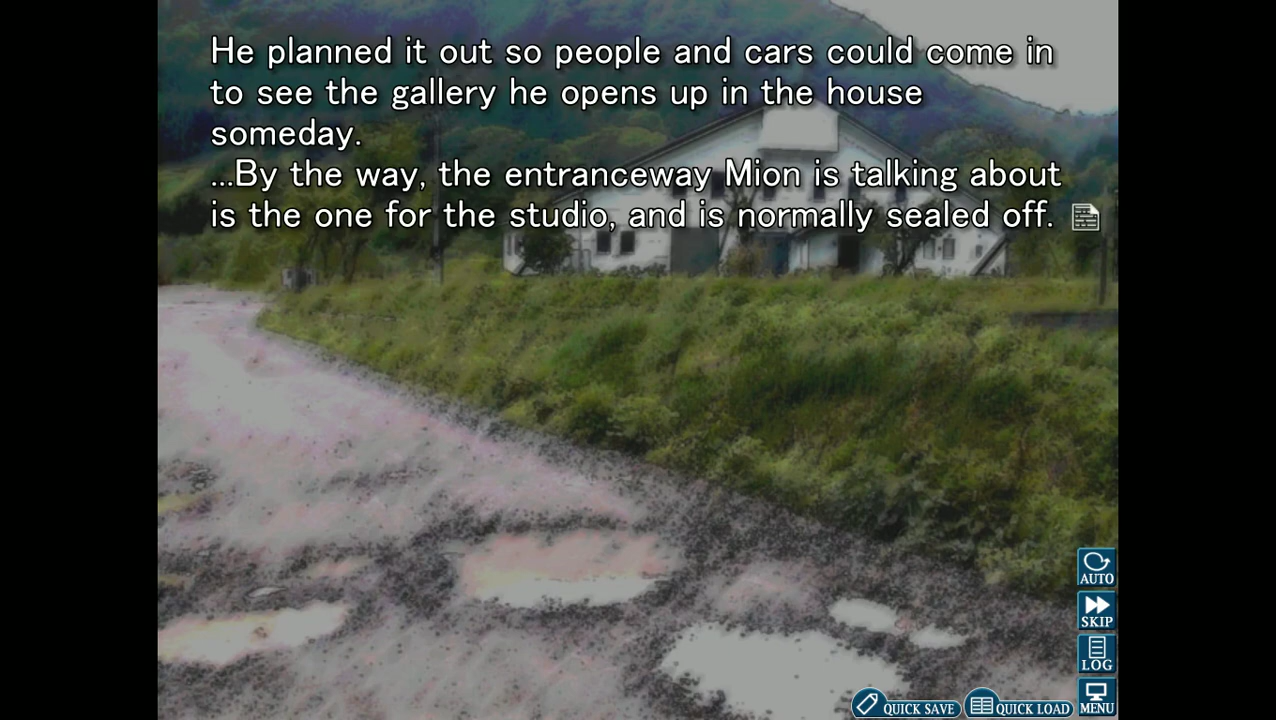 He planned it out so people and cars could come in
to see the gallery he opens up in the house
someday.
...By the way, the entranceway Mion is talking about
is the one for the studio, and is normally sealed off.
AUTO
SKIP
LOG
MENU
QUICK SAVE
QUICK LOAD